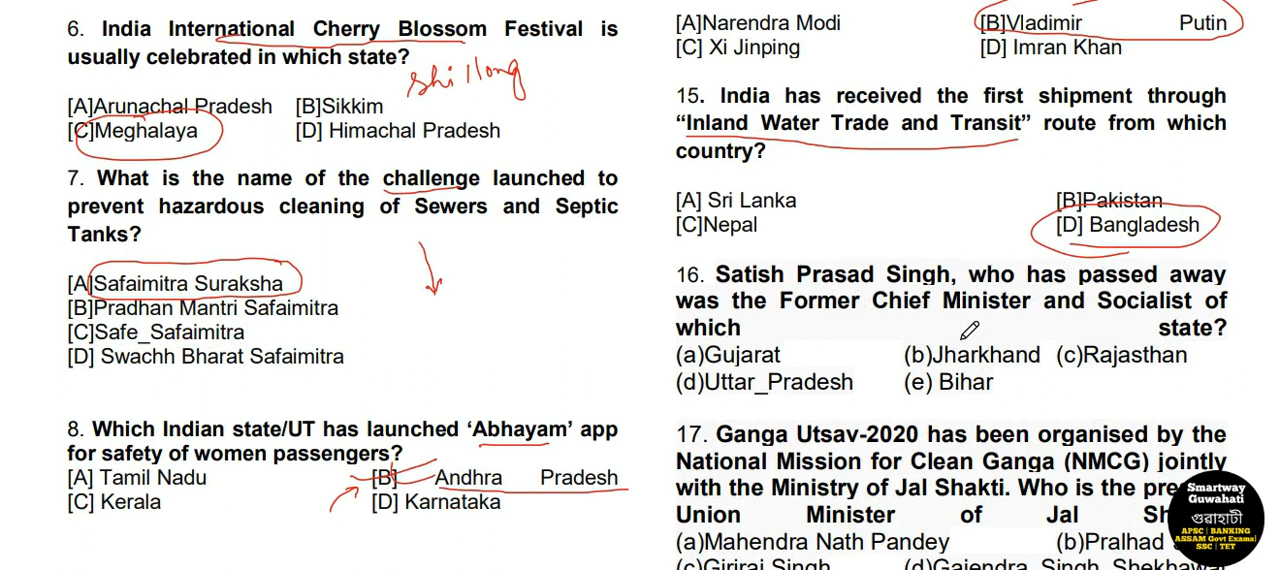 6. India International Cherry Blossom Festival is
usually celebrated in which state?
shillong
[A]Arunachal Pradesh [B]Sikkim
[C]Meghalaya [D] Himachal Pradesh
7. What is the name of the challenge launched to
prevent hazardous cleaning of Sewers and Septic
Tanks?
[A]Safaimitra Suraksha
[B]Pradhan Mantri Safaimitra
[C]Safe_Safaimitra
[D] Swachh Bharat Safaimitra
8. Which Indian state/UT has launched ‘Abhayam’ app
for safety of women passengers?
[A] Tamil Nadu [B] Andhra Pradesh
[C] Kerala [D] Karnataka
[A]Narendra Modi [B]Vladimir Putin
[C] Xi Jinping [D] Imran Khan
15. India has received the first shipment through
“Inland Water Trade and Transit” route from which
country?
[A] Sri Lanka [B]Pakistan
[C]Nepal [D] Bangladesh
16. Satish Prasad Singh, who has passed away
was the Former Chief Minister and Socialist of
which state?
(a)Gujarat (b)Jharkhand (c)Rajasthan
(d)Uttar_Pradesh (e) Bihar
17. Ganga Utsav-2020 has been organised by the
National Mission for Clean Ganga (NMCG) jointly
with the Ministry of Jal Shakti. Who is the pre
Union Minister of Jal Sh
(a)Mahendra Nath Pandey (b)Pralhad
(c)Giriraj Singh (d)Gajendra Singh Shekhawat
Smartway
Guwahati
গুৱাহাটী
APSC | BANKING
ASSAM Govt Exams|
SSC | TET